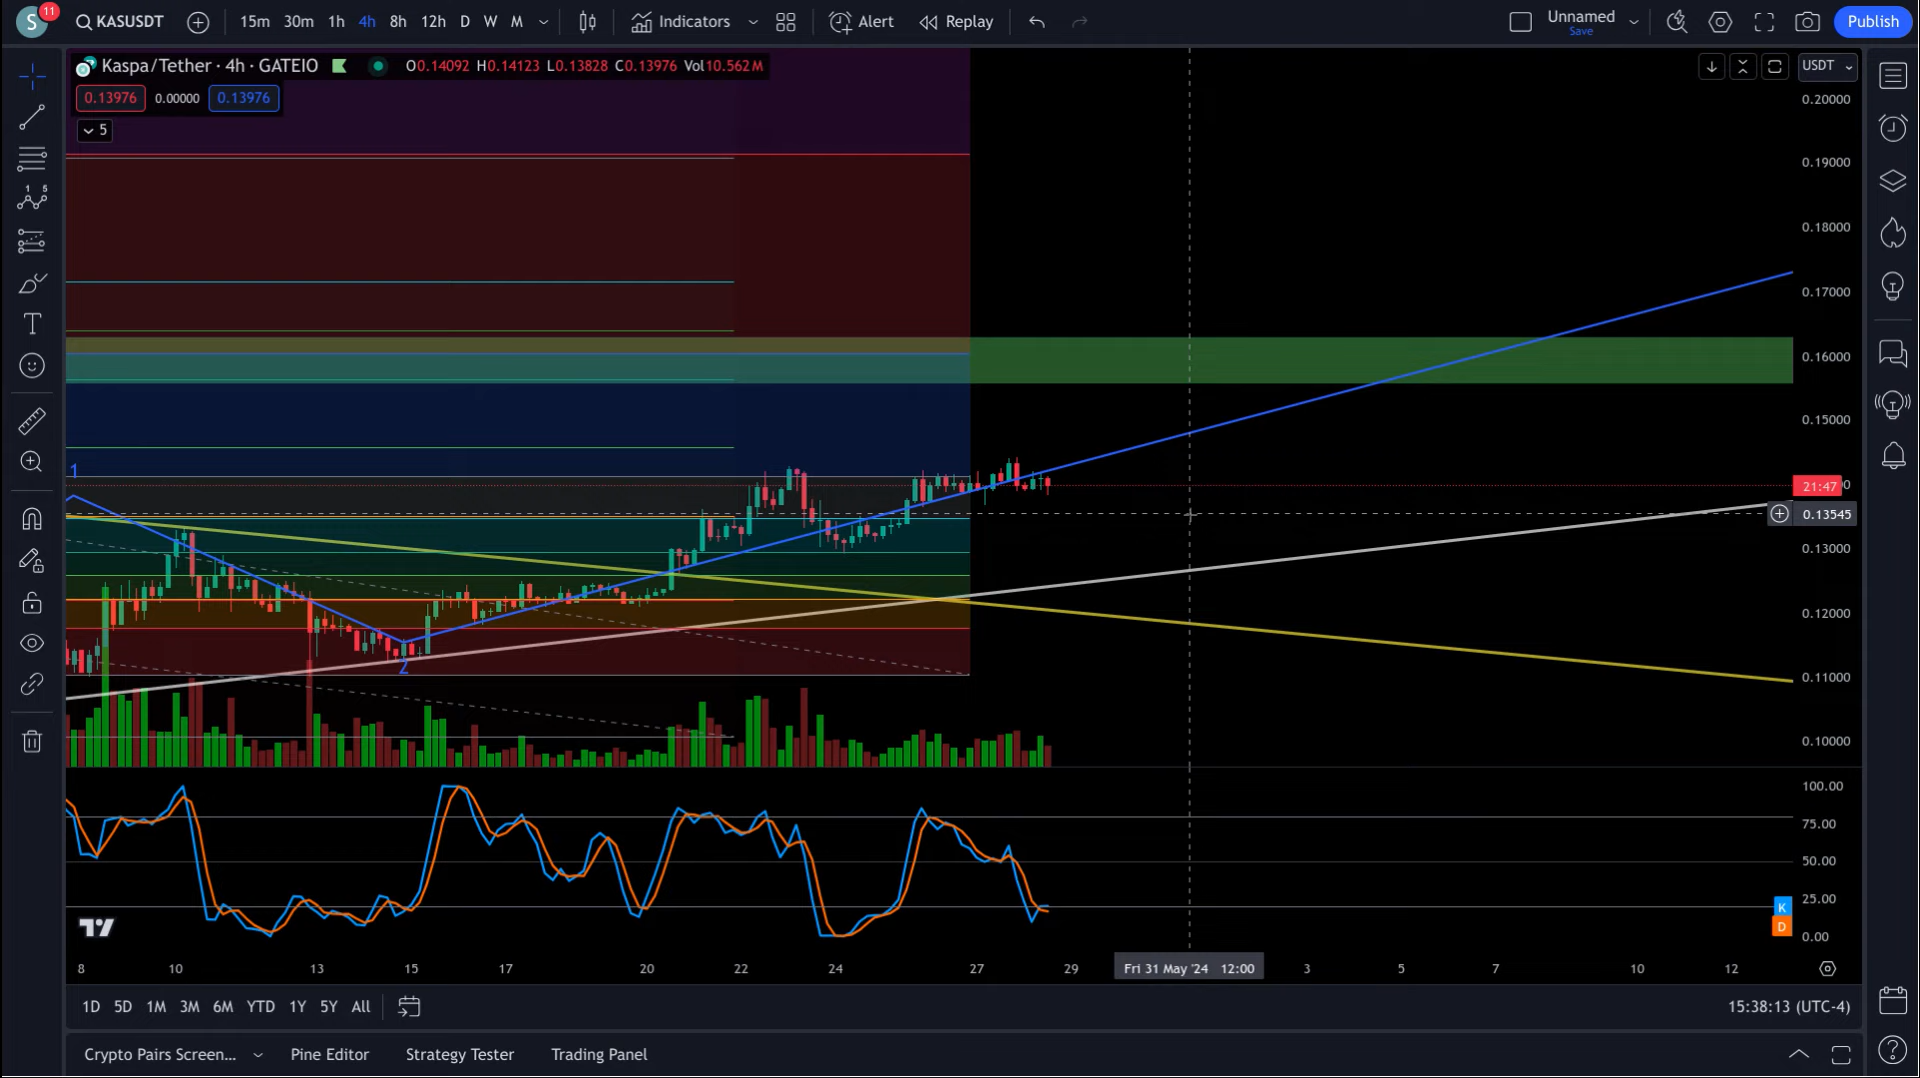 S
11
KASUSDT
15m 30m 1h 4h 8h 12h D W M
Indicators
Alert
Replay
Unnamed
Save
Publish
Kaspa/Tether · 4h · GATEIO
O0.14092 H0.14123 L0.13828 C0.13976 Vol10.562M
USDT
0.13976 0.00000 0.13976
5
0.20000
0.19000
0.18000
0.17000
0.16000
0.15000
21:47
0.13545
0.13000
0.12000
0.11000
0.10000
1
2
100.00
75.00
50.00
25.00
0.00
K
D
8 10 13 15 17 20 22 24 27 29 Fri 31 May '24 12:00 3 5 7 10 12
1D 5D 1M 3M 6M YTD 1Y 5Y All
15:38:13 (UTC-4)
Crypto Pairs Screen... Pine Editor Strategy Tester Trading Panel